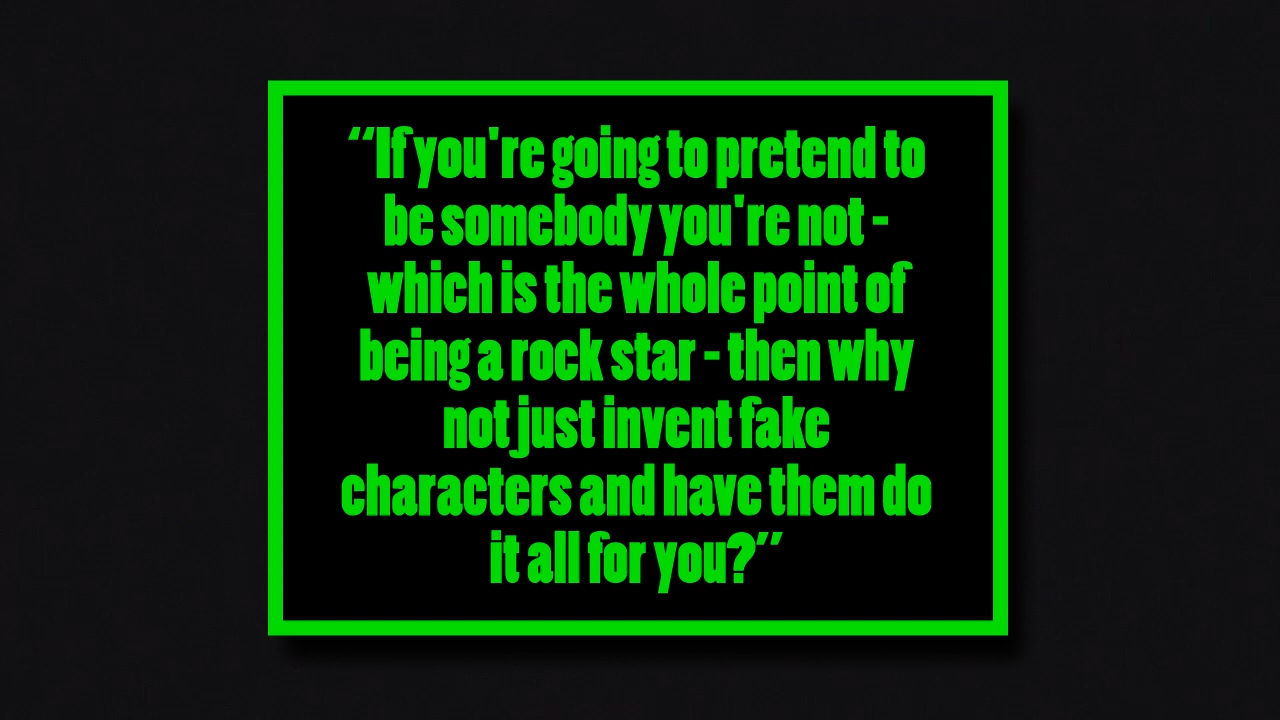 “If you're going to pretend to
be somebody you're not -
which is the whole point of
being a rock star - then why
not just invent fake
characters and have them do
it all for you?”